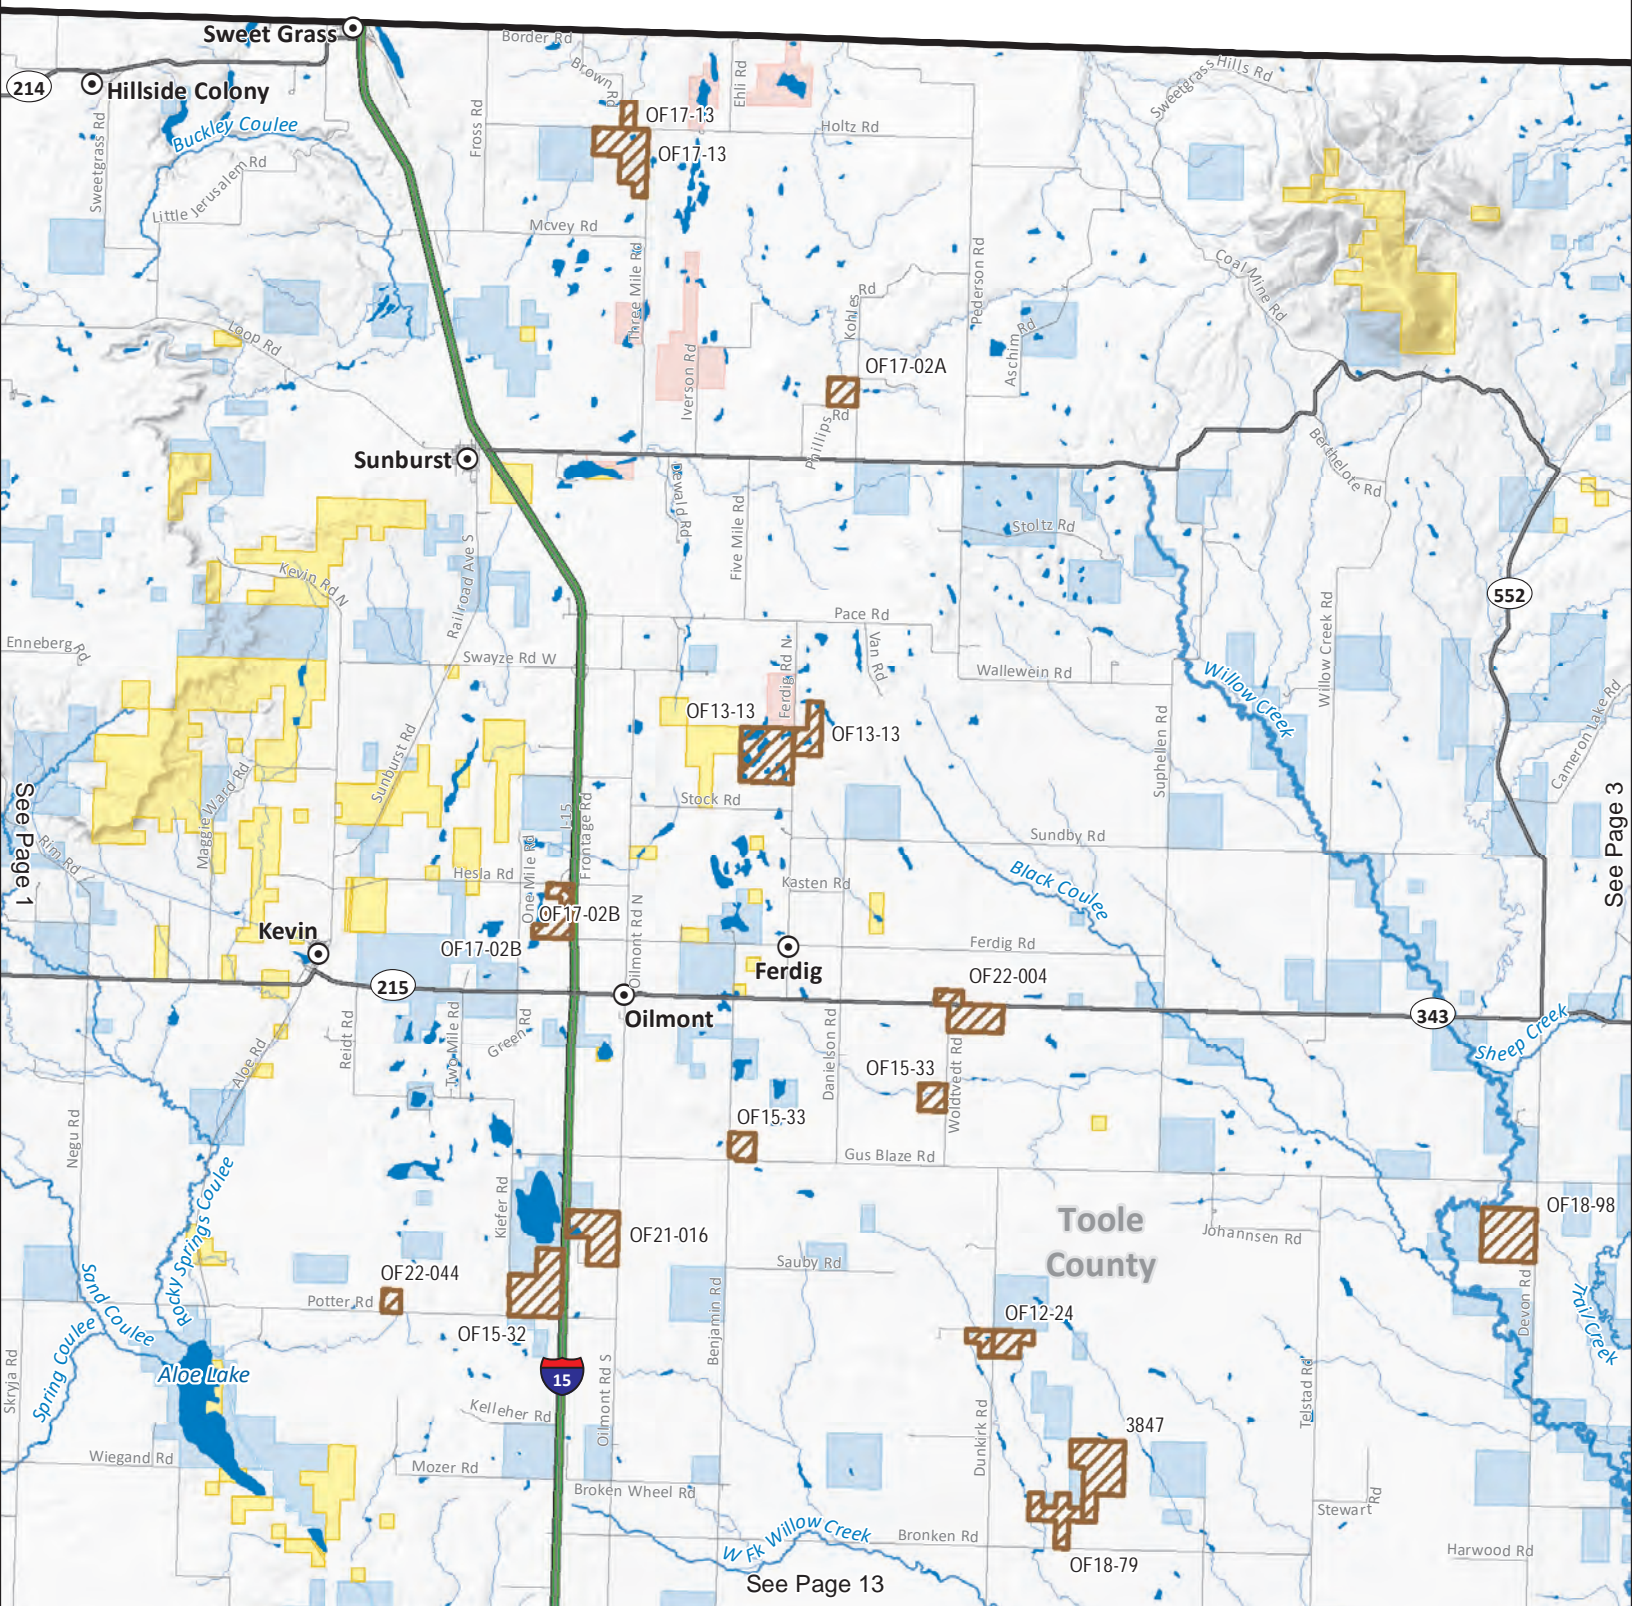 Sweet Grass
Border Rd
214
Hillside Colony
Brown Rd
Ehli Rd
Sweetgrass Hills Rd
Sweetgrass Rd
Buckley Coulee
Fross Rd
OF17-13
Holtz Rd
OF17-13
Little Jerusalem Rd
Mcvey Rd
Three Mile Rd
Pederson Rd
Coal Mine Rd
Kohles Rd
Loop Rd
Iverson Rd
Aschim Rd
OF17-02A
Phillips Rd
Sunburst
Berthelote Rd
Dewald Rd
Five Mile Rd
Stoltz Rd
Railroad Ave S
Kevin Rd N
552
Enneberg Rd
Pace Rd
Willow Creek Rd
Swayze Rd W
Van Rd
Wallewein Rd
Ferdig Rd N
Willow Creek
OF13-13
OF13-13
Suphellen Rd
Cameron Lake Rd
Sunburst Rd
See Page 1
Maggie Ward Rd
Stock Rd
I-15
Frontage Rd
See Page 3
Rim Rd
One Mile Rd
Sundby Rd
Hesla Rd
Kasten Rd
Black Coulee
OF17-02B
OF17-02B
Oilmont Rd N
Kevin
Ferdig Rd
Ferdig
OF22-004
215
Oilmont
343
Sheep Creek
Reidt Rd
Two Mile Rd
Green Rd
Danielson Rd
Aloe Rd
OF15-33
Woldtvedt Rd
OF15-33
Negu Rd
Gus Blaze Rd
Rocky Springs Coulee
Kiefer Rd
OF18-98
Toole
County
OF21-016
Johannsen Rd
Sauby Rd
OF22-044
Sand Coulee
Potter Rd
Benjamin Rd
Devon Rd
Trail Creek
OF15-32
OF12-24
Spring Coulee
Skryja Rd
Aloe Lake
15
Oilmont Rd S
Telstad Rd
Kelleher Rd
Dunkirk Rd
3847
Wiegand Rd
Mozer Rd
Broken Wheel Rd
Stewart Rd
W Fk Willow Creek
Bronken Rd
Harwood Rd
OF18-79
See Page 13